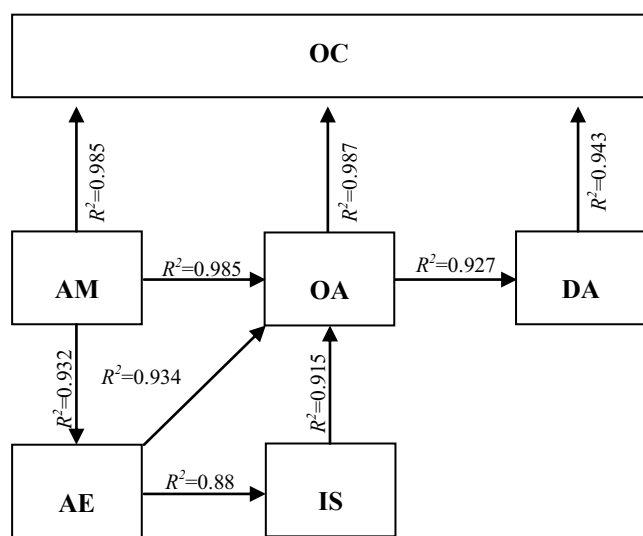 OC
R²=0.985
R²=0.987
R²=0.943
AM
R²=0.985
OA
R²=0.927
DA
R²=0.932
R²=0.934
R²=0.915
AE
R²=0.88
IS